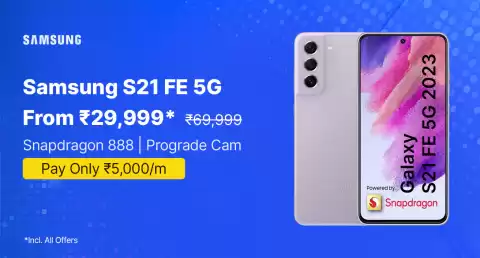 SAMSUNG
Samsung S21 FE 5G
From ₹29,999* ₹69,999
Snapdragon 888 | Prograde Cam
Pay Only ₹5,000/m
*Incl. All Offers
Galaxy
S21 FE 5G 2023
Powered by
Snapdragon